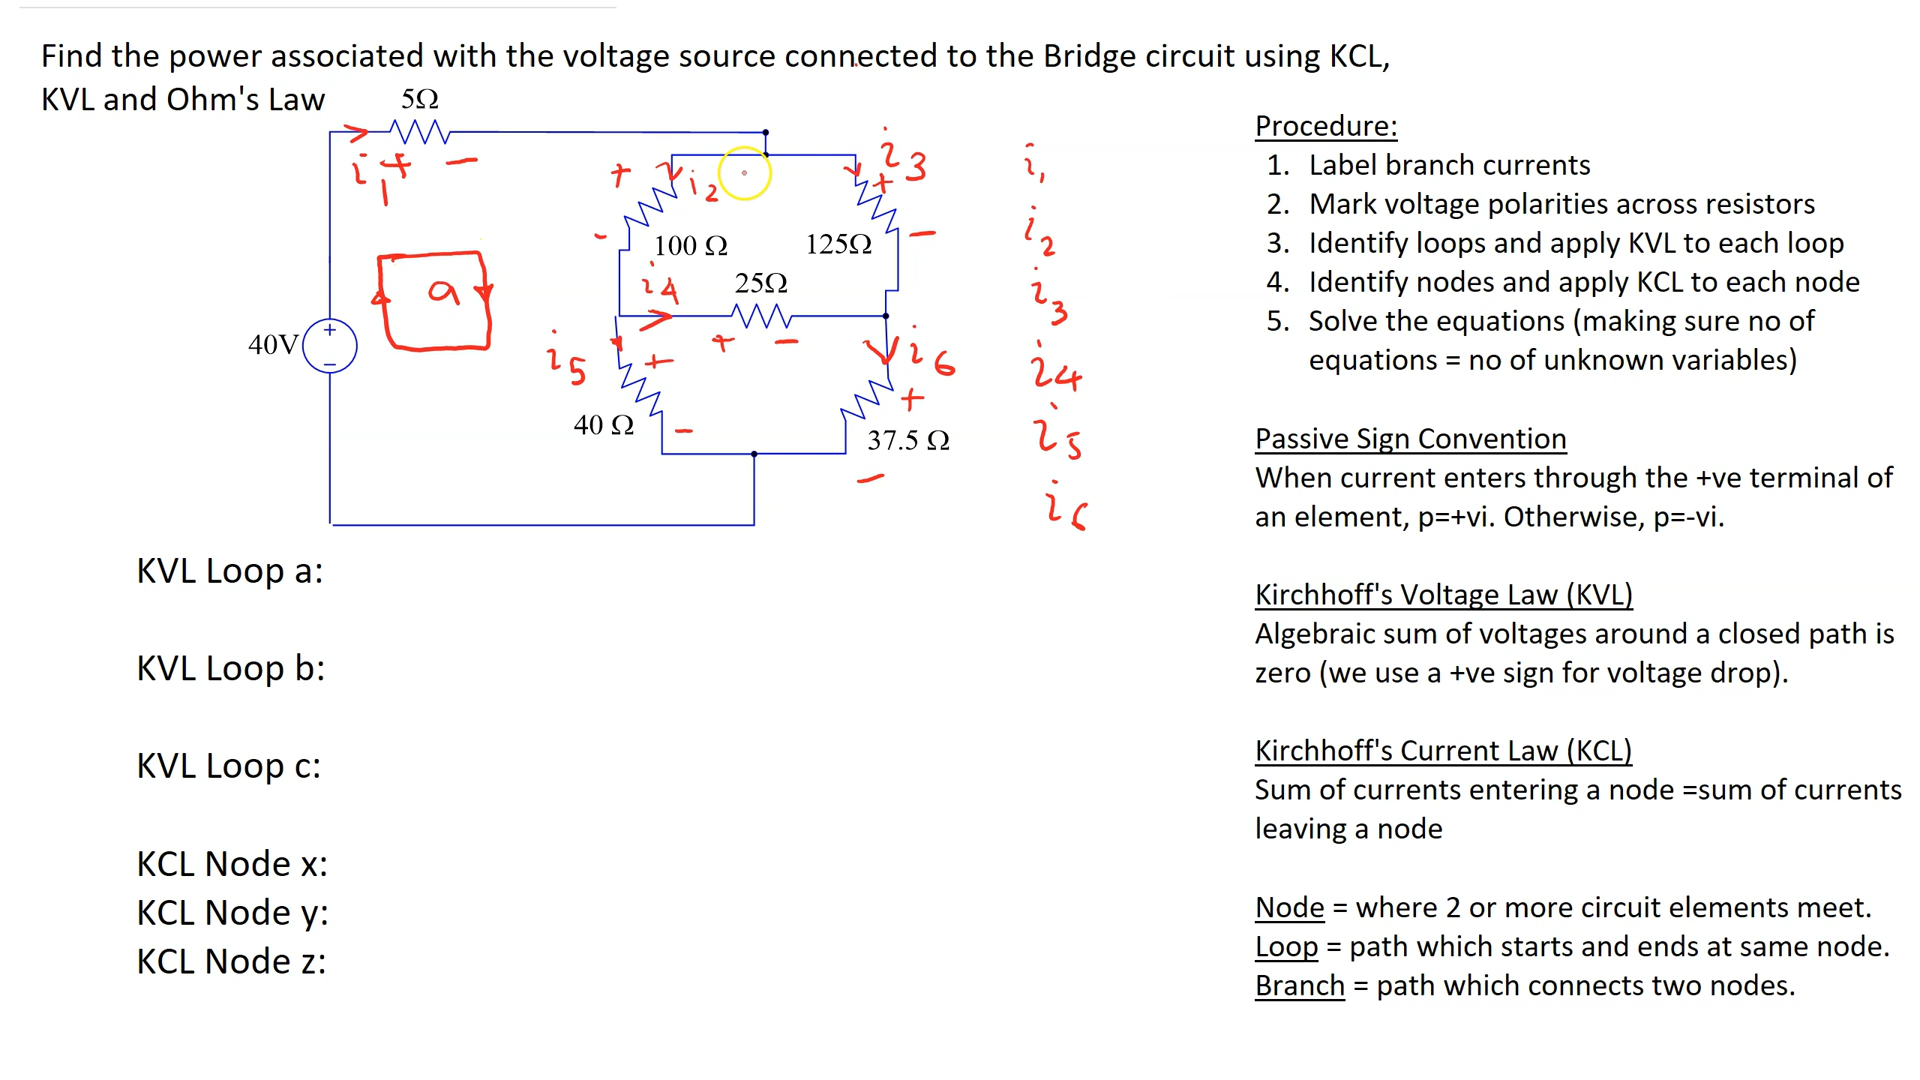 Find the power associated with the voltage source connected to the Bridge circuit using KCL,
KVL and Ohm's Law
5Ω
i1 + −
+ i2
i3
+
− 100 Ω
125Ω −
i4
25Ω
a
40V
+
−
i5
+
+ −
i6
+
40 Ω
−
37.5 Ω
−
i1
i2
i3
i4
i5
i6
KVL Loop a:
KVL Loop b:
KVL Loop c:
KCL Node x:
KCL Node y:
KCL Node z:
Procedure:
1. Label branch currents
2. Mark voltage polarities across resistors
3. Identify loops and apply KVL to each loop
4. Identify nodes and apply KCL to each node
5. Solve the equations (making sure no of
equations = no of unknown variables)
Passive Sign Convention
When current enters through the +ve terminal of
an element, p=+vi. Otherwise, p=-vi.
Kirchhoff's Voltage Law (KVL)
Algebraic sum of voltages around a closed path is
zero (we use a +ve sign for voltage drop).
Kirchhoff's Current Law (KCL)
Sum of currents entering a node =sum of currents
leaving a node
Node = where 2 or more circuit elements meet.
Loop = path which starts and ends at same node.
Branch = path which connects two nodes.